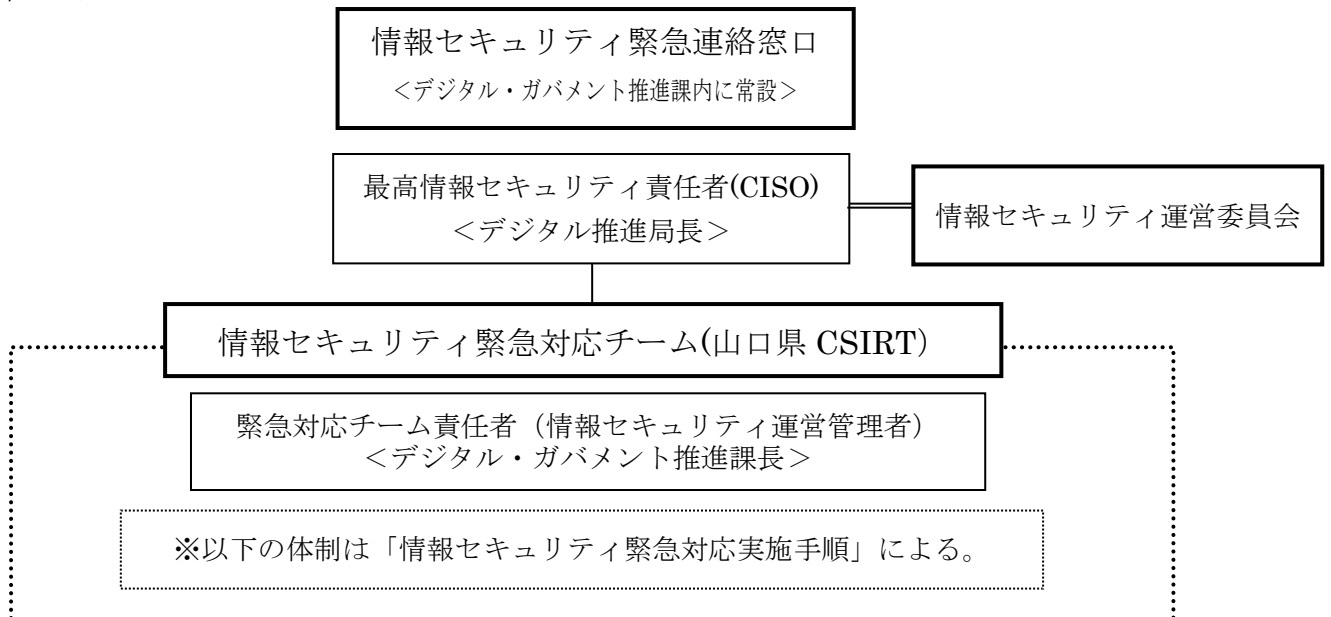 情報セキュリティ緊急連絡窓口
＜デジタル・ガバメント推進課内に常設＞
最高情報セキュリティ責任者(CISO)
＜デジタル推進局長＞
情報セキュリティ運営委員会
情報セキュリティ緊急対応チーム(山口県 CSIRT)
緊急対応チーム責任者（情報セキュリティ運営管理者）
＜デジタル・ガバメント推進課長＞
※以下の体制は「情報セキュリティ緊急対応実施手順」による。